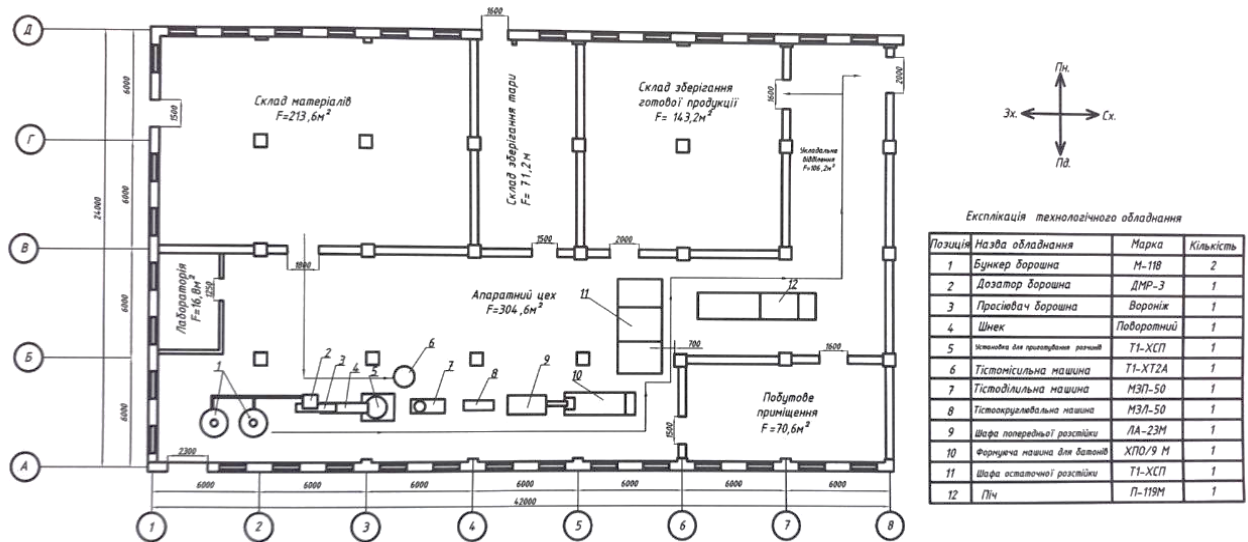 Д
Г
В
Б
А
24000
6000
6000
6000
6000
1500
1600
Склад матеріалів
F=213,6м²
Склад зберігання тари
F= 71,2м
Склад зберігання
готової продукції
F= 143,2м²
1600
2000
Укладальне
відділення
F=106,2м²
1800
1500
2000
Лабораторія
F=16,8м²
1250
Апаратний цех
F=304,6м²
11
12
700
1600
1
2
3
4
5
6
7
8
9
10
Побутове
приміщення
F=70,6м²
1500
2300
6000
6000
6000
6000
6000
6000
6000
42000
1
2
3
4
5
6
7
8
Пн.
Зх.
Сх.
Пд.
Експлікація технологічного обладнання
Позиція Назва обладнання Марка Кількість
1 Бункер борошна М-118 2
2 Дозатор борошна ДМР-3 1
3 Просіювач борошна Вороніж 1
4 Шнек Поворотний 1
5 Установка для приготування розчинів Т1-ХСП 1
6 Тістомісильна машина Т1-ХТ2А 1
7 Тістоділильна машина МЗП-50 1
8 Тістоокруглювальна машина МЗЛ-50 1
9 Шафа попередньої розстійки ЛА-23М 1
10 Формуюча машина для батонів ХПО/9 М 1
11 Шафа остаточної розстійки Т1-ХСП 1
12 Піч П-119М 1